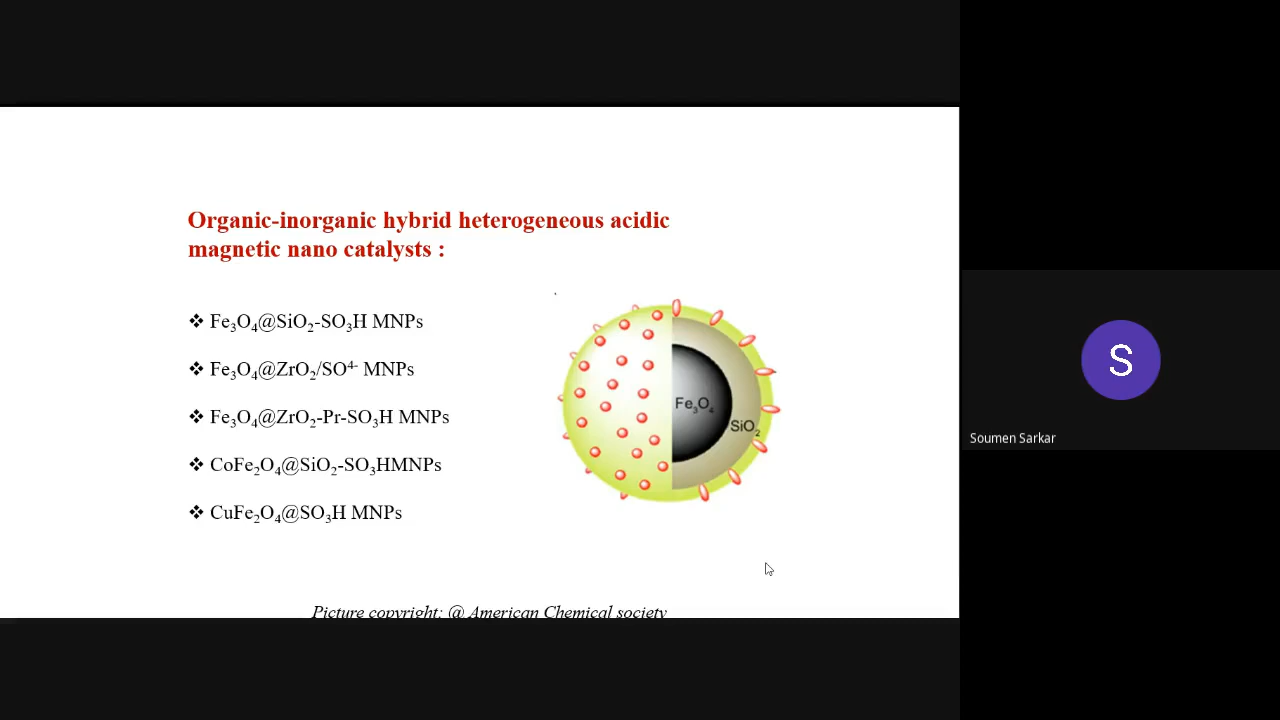 Organic-inorganic hybrid heterogeneous acidic
magnetic nano catalysts :
❖ Fe₃O₄@SiO₂-SO₃H MNPs
❖ Fe₃O₄@ZrO₂/SO⁴⁻ MNPs
❖ Fe₃O₄@ZrO₂-Pr-SO₃H MNPs
❖ CoFe₂O₄@SiO₂-SO₃HMNPs
❖ CuFe₂O₄@SO₃H MNPs
Fe₃O₄
SiO₂
Picture copyright: @ American Chemical society
S
Soumen Sarkar